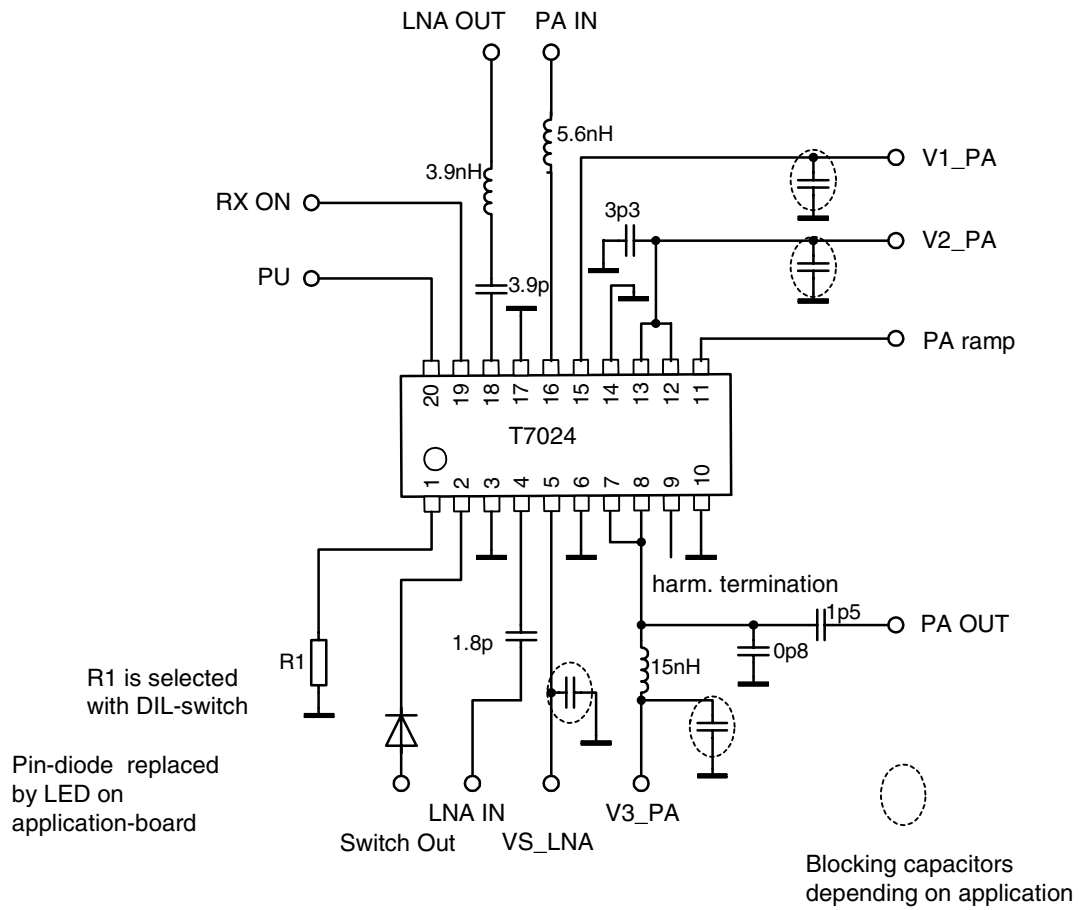 LNA OUT
PA IN
5.6nH
V1_PA
3.9nH
RX ON
3p3
V2_PA
PU
3.9p
PA ramp
20 19 18 17 16 15 14 13 12 11
T7024
1 2 3 4 5 6 7 8 9 10
harm. termination
1p5
PA OUT
1.8p
0p8
R1
15nH
R1 is selected
with DIL-switch
Pin-diode replaced
by LED on
application-board
LNA IN
V3_PA
Switch Out
VS_LNA
Blocking capacitors
depending on application